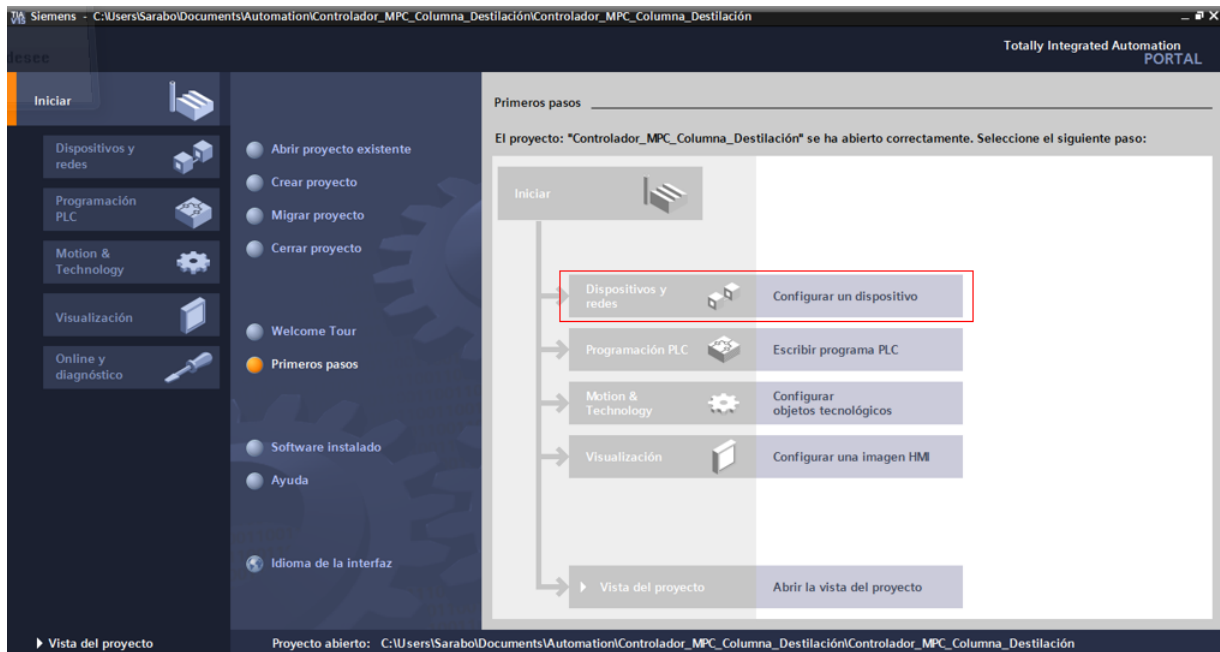 Siemens - C:\Users\Sarabo\Documents\Automation\Controlador_MPC_Columna_Destilación\Controlador_MPC_Columna_Destilación
Totally Integrated Automation
PORTAL
Iniciar
Dispositivos y
redes
Programación
PLC
Motion &
Technology
Visualización
Online y
diagnóstico
Abrir proyecto existente
Crear proyecto
Migrar proyecto
Cerrar proyecto
Welcome Tour
Primeros pasos
Software instalado
Ayuda
Idioma de la interfaz
Primeros pasos
El proyecto: "Controlador_MPC_Columna_Destilación" se ha abierto correctamente. Seleccione el siguiente paso:
Iniciar
Dispositivos y
redes
Configurar un dispositivo
Programación PLC
Escribir programa PLC
Motion &
Technology
Configurar
objetos tecnológicos
Visualización
Configurar una imagen HMI
Vista del proyecto
Abrir la vista del proyecto
Vista del proyecto
Proyecto abierto: C:\Users\Sarabo\Documents\Automation\Controlador_MPC_Columna_Destilación\Controlador_MPC_Columna_Destilación